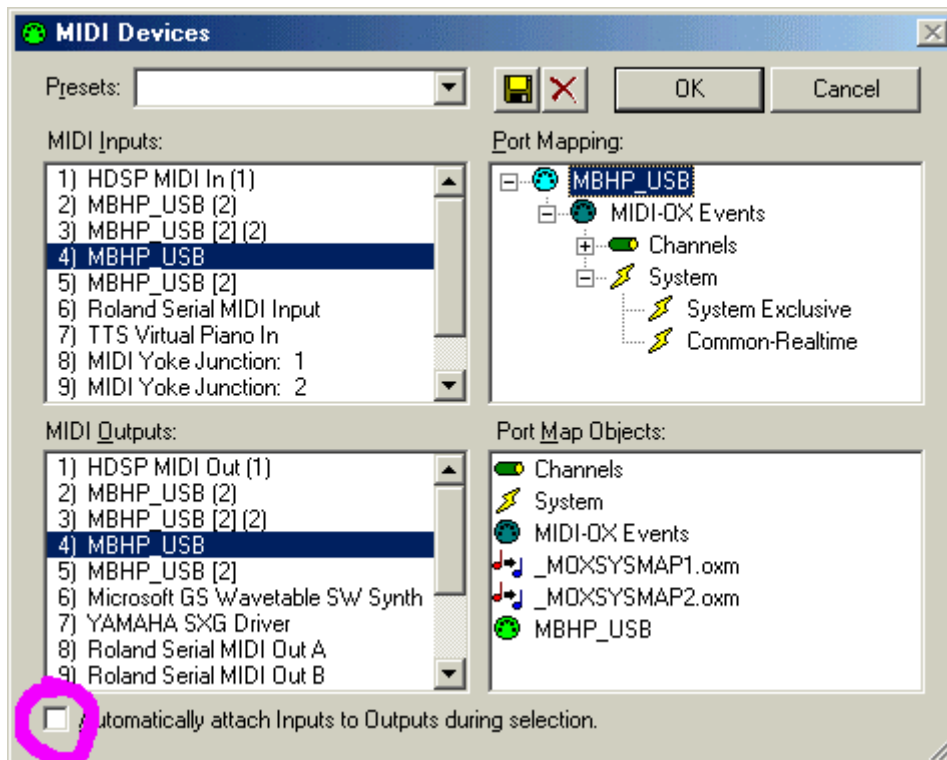 MIDI Devices
Presets:
OK
Cancel
MIDI Inputs:
1) HDSP MIDI In (1)
2) MBHP_USB (2)
3) MBHP_USB [2] (2)
4) MBHP_USB
5) MBHP_USB [2]
6) Roland Serial MIDI Input
7) TTS Virtual Piano In
8) MIDI Yoke Junction: 1
9) MIDI Yoke Junction: 2
Port Mapping:
MBHP_USB
MIDI-OX Events
Channels
System
System Exclusive
Common-Realtime
MIDI Outputs:
1) HDSP MIDI Out (1)
2) MBHP_USB (2)
3) MBHP_USB [2] (2)
4) MBHP_USB
5) MBHP_USB [2]
6) Microsoft GS Wavetable SW Synth
7) YAMAHA SXG Driver
8) Roland Serial MIDI Out A
9) Roland Serial MIDI Out B
Port Map Objects:
Channels
System
MIDI-OX Events
_MOXSYSMAP1.oxm
_MOXSYSMAP2.oxm
MBHP_USB
Automatically attach Inputs to Outputs during selection.